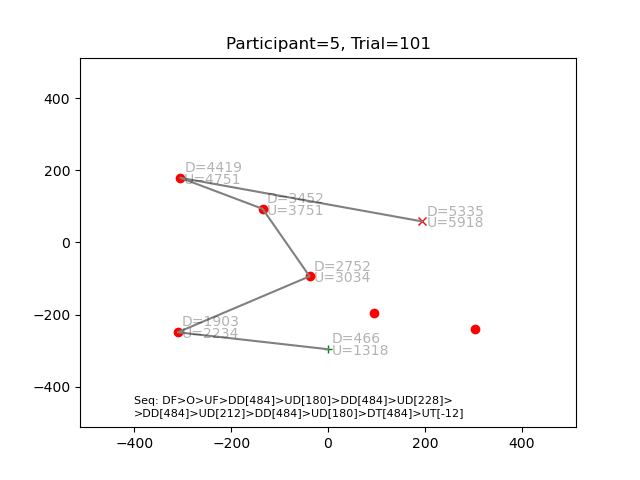 Participant=5, Trial=101
400
200
0
−200
−400
D=4419
U=4751
D=3452
U=3751
D=5335
U=5918
D=2752
U=3034
D=1903
U=2234
D=466
U=1318
Seq: DF>O>UF>DD[484]>UD[180]>DD[484]>UD[228]>
>DD[484]>UD[212]>DD[484]>UD[180]>DT[484]>UT[-12]
−400 −200 0 200 400